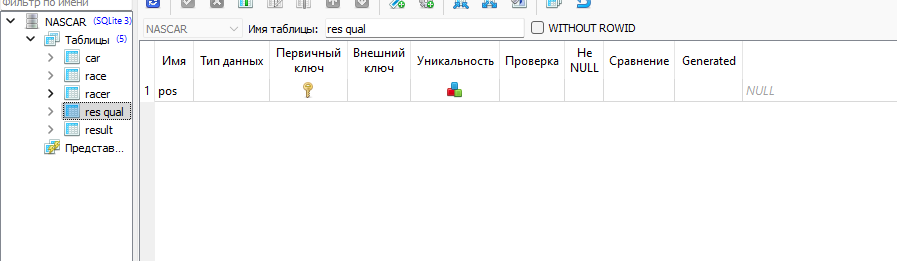 Фильтр по имени
NASCAR (SQLite 3)
Таблицы (5)
car
race
racer
res qual
result
Представ...
NASCAR Имя таблицы: res qual WITHOUT ROWID
Имя Тип данных Первичный ключ Внешний ключ Уникальность Проверка Не NULL Сравнение Generated
1 pos NULL